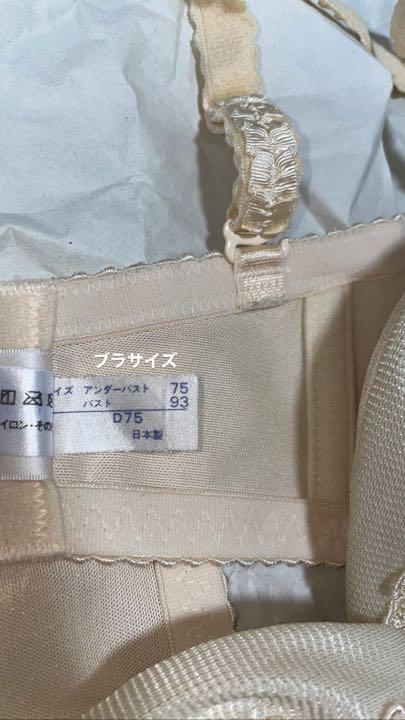 ブラサイズ
イズ アンダーバスト 75
バスト 93
D75
日本製
イロン・その